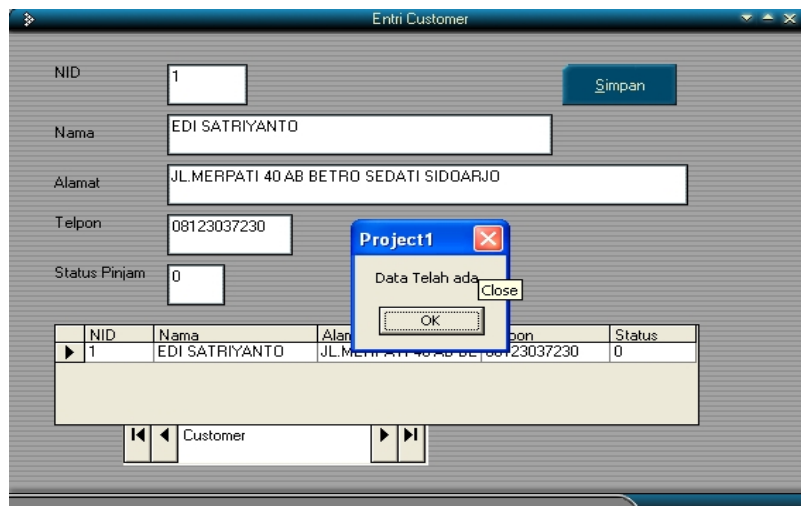 Entri Customer
NID
1
Simpan
Nama
EDI SATRIYANTO
Alamat
JL.MERPATI 40 AB BETRO SEDATI SIDOARJO
Telpon
08123037230
Status Pinjam
0
Project1
Data Telah ada
Close
OK
NID Nama Status
1 EDI SATRIYANTO 0
Customer